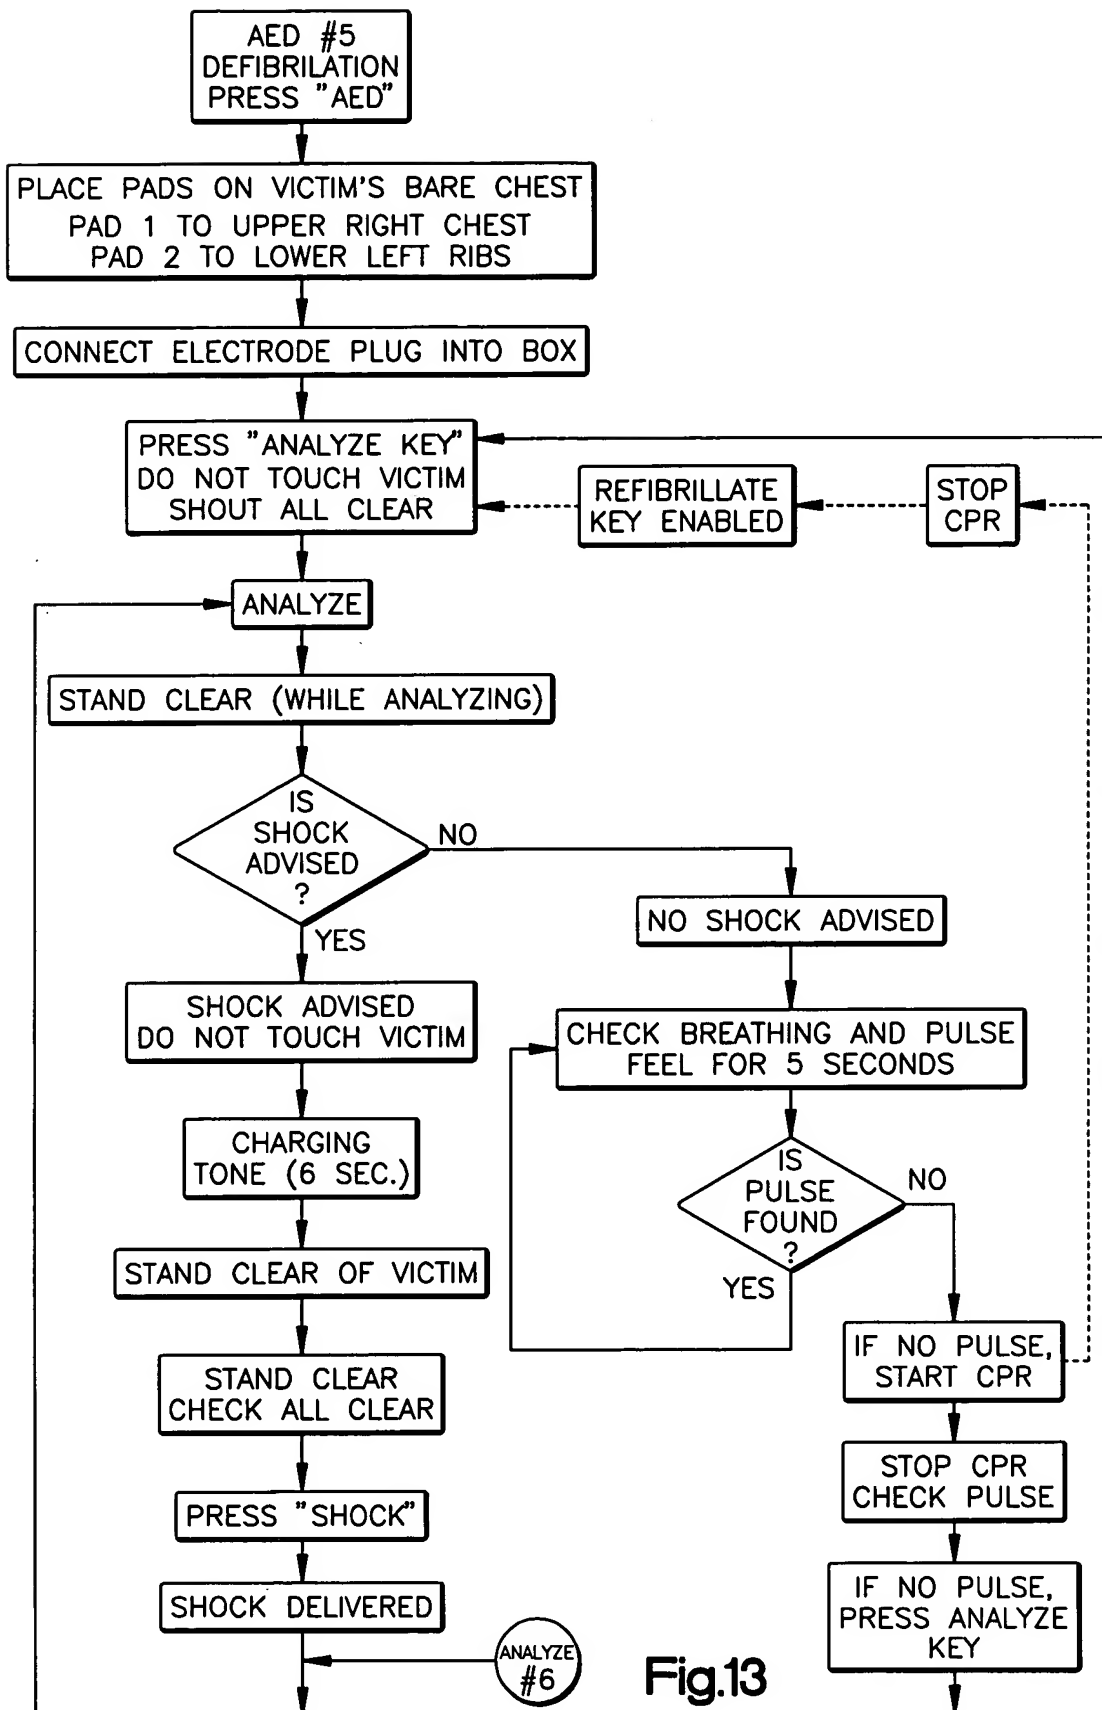 AED #5
DEFIBRILATION
PRESS "AED"
PLACE PADS ON VICTIM'S BARE CHEST
PAD 1 TO UPPER RIGHT CHEST
PAD 2 TO LOWER LEFT RIBS
CONNECT ELECTRODE PLUG INTO BOX
PRESS "ANALYZE KEY"
DO NOT TOUCH VICTIM
SHOUT ALL CLEAR
REFIBRILLATE
KEY ENABLED
STOP
CPR
ANALYZE
STAND CLEAR (WHILE ANALYZING)
IS
SHOCK
ADVISED
?
NO
YES
NO SHOCK ADVISED
SHOCK ADVISED
DO NOT TOUCH VICTIM
CHECK BREATHING AND PULSE
FEEL FOR 5 SECONDS
CHARGING
TONE (6 SEC.)
IS
PULSE
FOUND
?
NO
YES
STAND CLEAR OF VICTIM
IF NO PULSE,
START CPR
STAND CLEAR
CHECK ALL CLEAR
STOP CPR
CHECK PULSE
PRESS "SHOCK"
SHOCK DELIVERED
IF NO PULSE,
PRESS ANALYZE
KEY
ANALYZE
#6
Fig.13